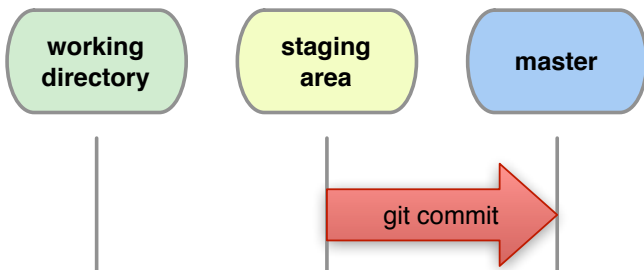 working
directory
staging
area
master
git commit